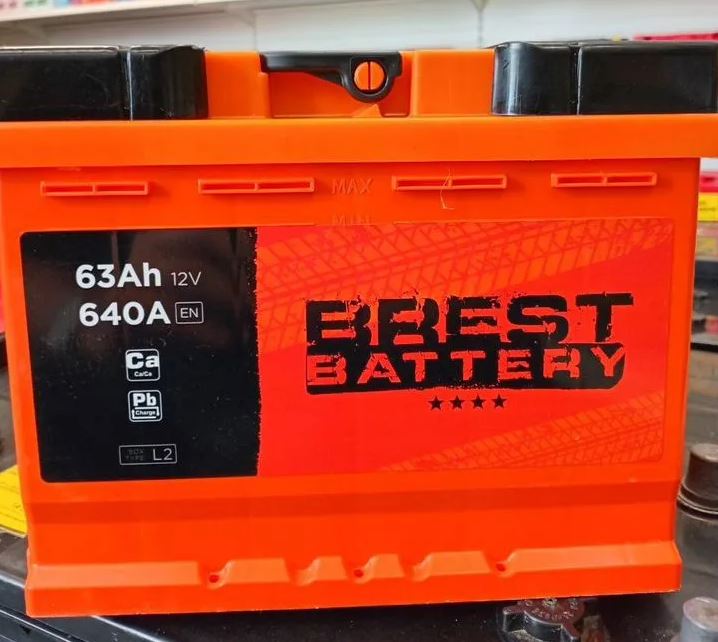 MAX
MIN
63Ah 12V
640A EN
Ca
Ca/Ca
Pb
Charge
BOX
TYPE L2
BREST
BATTERY